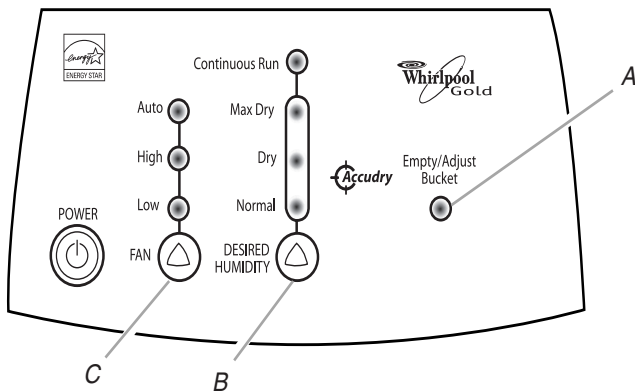 energy
ENERGY STAR
Continuous Run
Whirlpool
Gold
A
Auto
Max Dry
High
Dry
Accudry
Empty/Adjust
Bucket
Low
Normal
POWER
FAN
DESIRED
HUMIDITY
C
B